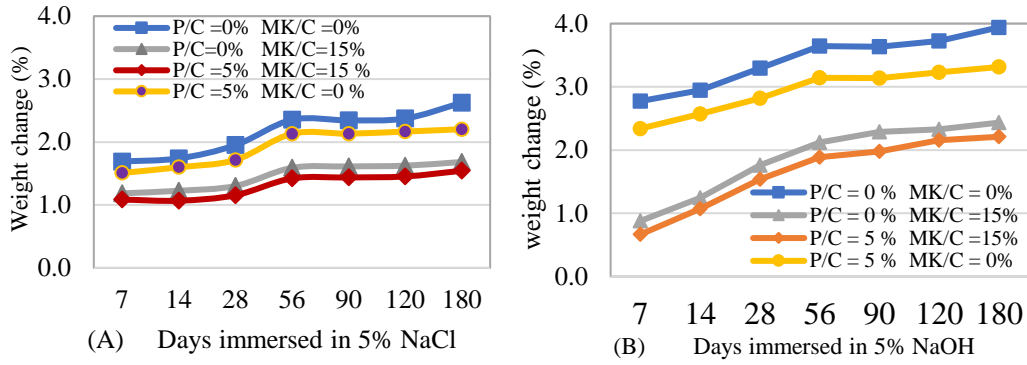 4.0
3.0
2.0
1.0
0.0
Weight change (%)
P/C =0% MK/C =0%
P/C=0% MK/C=15%
P/C =5% MK/C=15 %
P/C =5% MK/C =0 %
7 14 28 56 90 120 180
(A) Days immersed in 5% NaCl
4.0
3.0
2.0
1.0
0.0
weight change (%)
P/C = 0 % MK/C = 0%
P/C = 0 % MK/C =15%
P/C = 5 % MK/C =15%
P/C = 5 % MK/C = 0%
7 14 28 56 90 120 180
(B) Days immersed in 5% NaOH